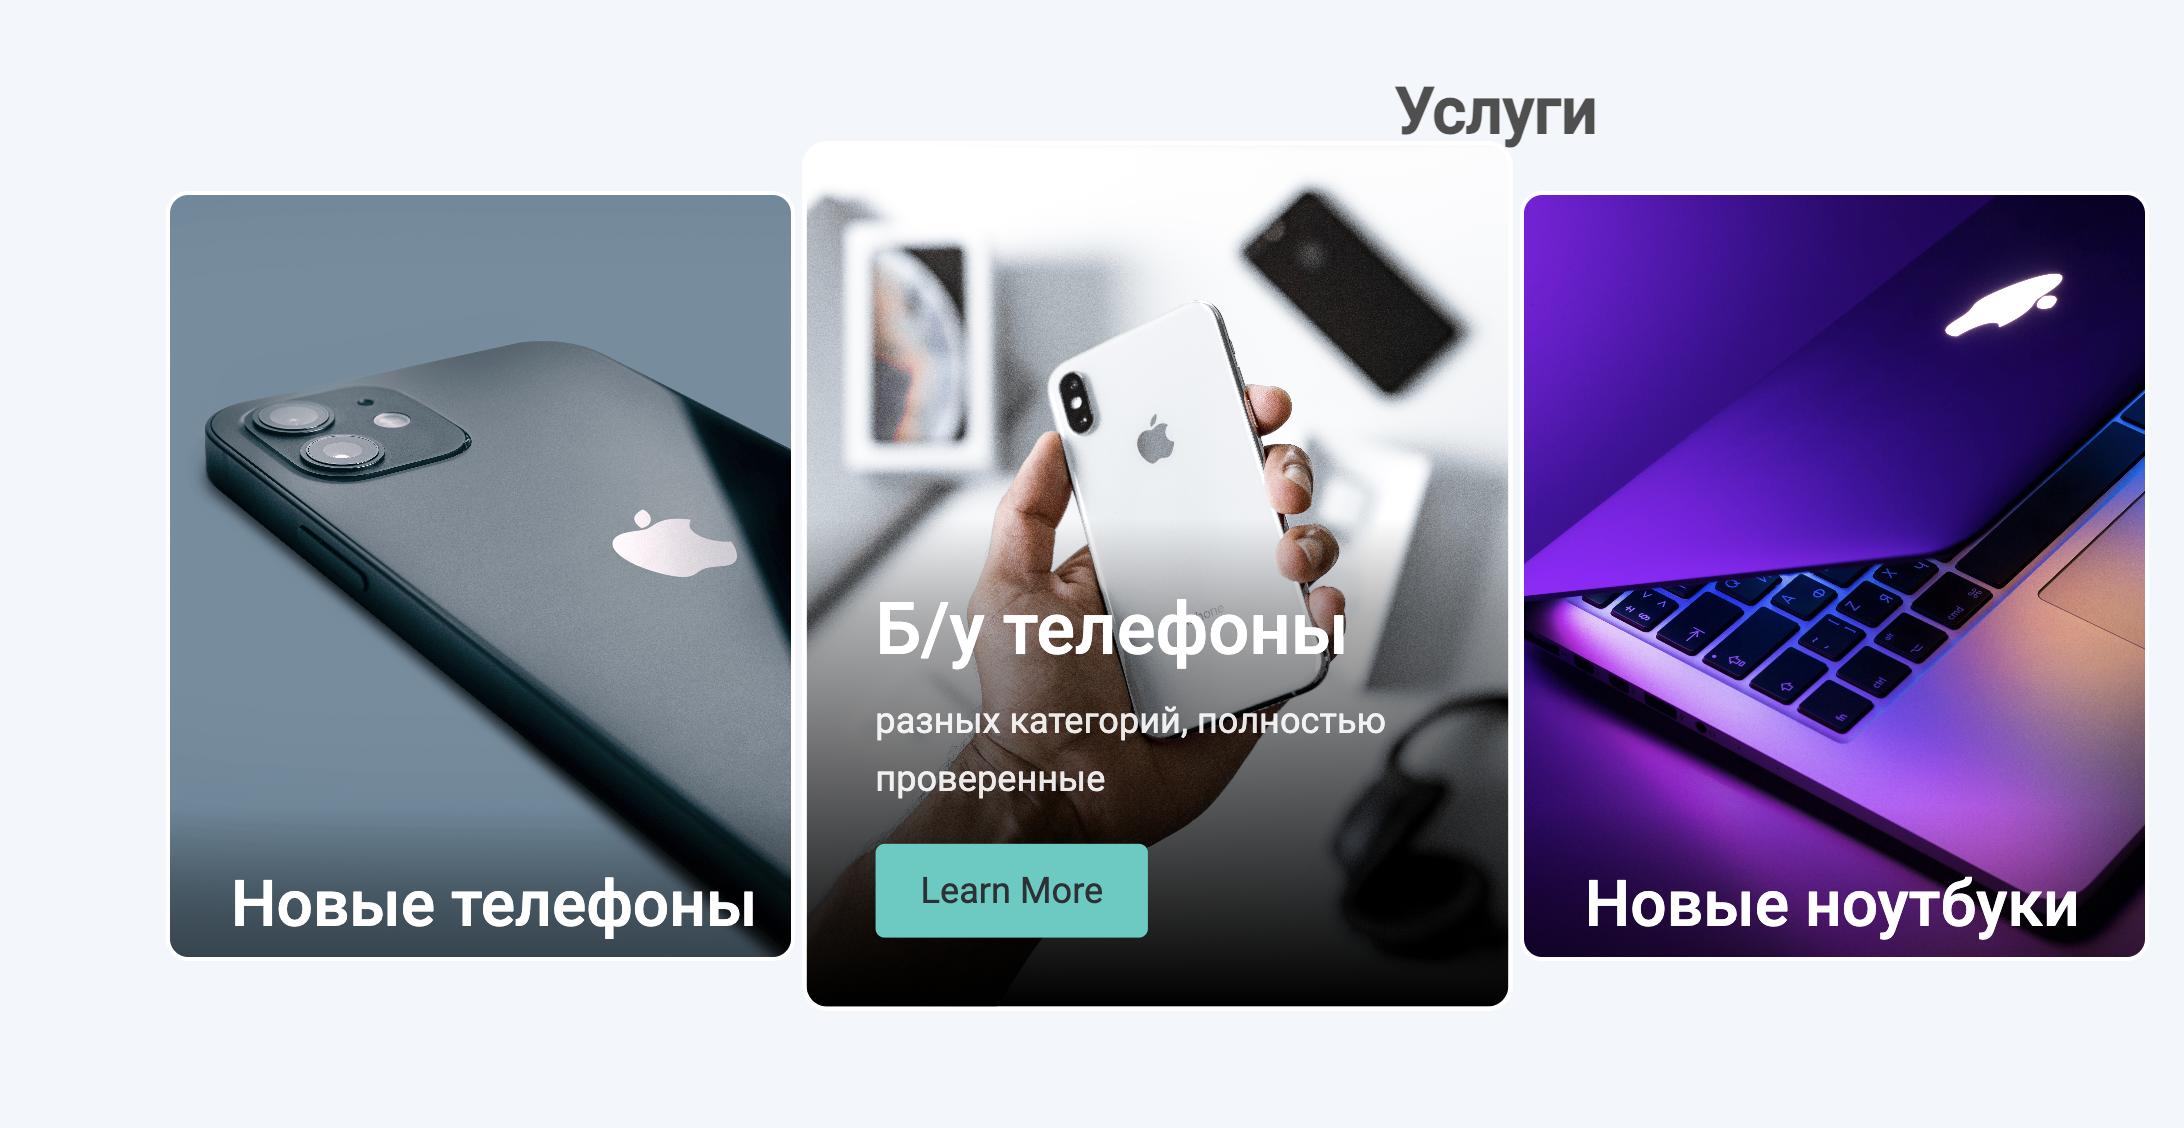 Услуги
Новые телефоны
Б/у телефоны
разных категорий, полностью
проверенные
Learn More
Новые ноутбуки